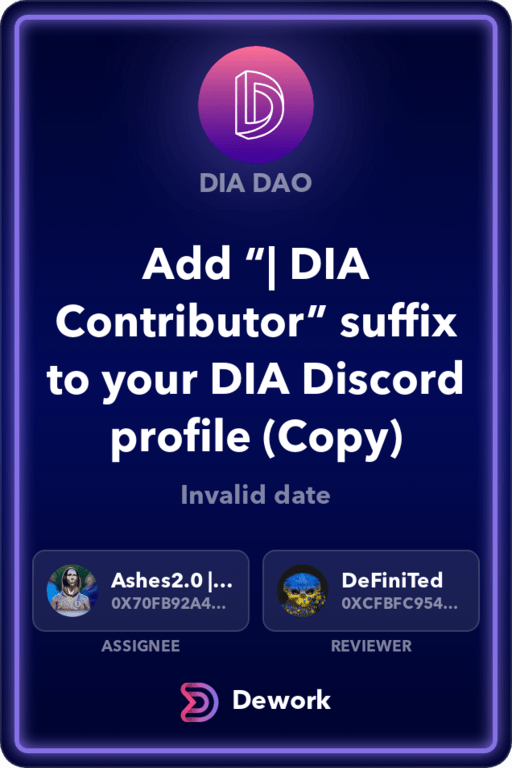 DIA DAO
Add “| DIA
Contributor” suffix
to your DIA Discord
profile (Copy)
Invalid date
Ashes2.0 |...
0X70FB92A4...
DeFiniTed
0XCFBFC954...
ASSIGNEE
REVIEWER
Dework